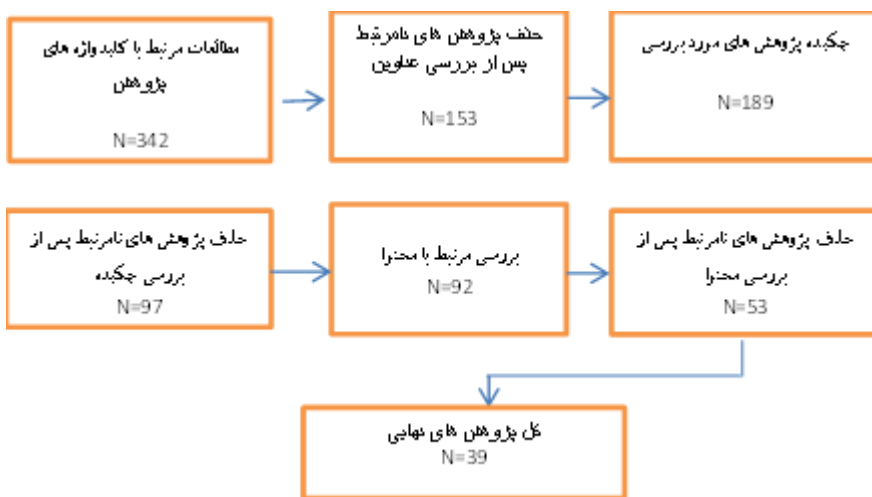 مطالعات مرتبط با کلیدواژه های
پژوهش
N=342
حذف پژوهش های نامرتبط
پس از بررسی عناوین
N=153
چکیده پژوهش های مورد بررسی
N=189
حذف پژوهش های نامرتبط پس از
بررسی چکیده
N=97
بررسی مرتبط با محتوا
N=92
حذف پژوهش های نامرتبط پس از
بررسی محتوا
N=53
کل پژوهش های نهایی
N=39